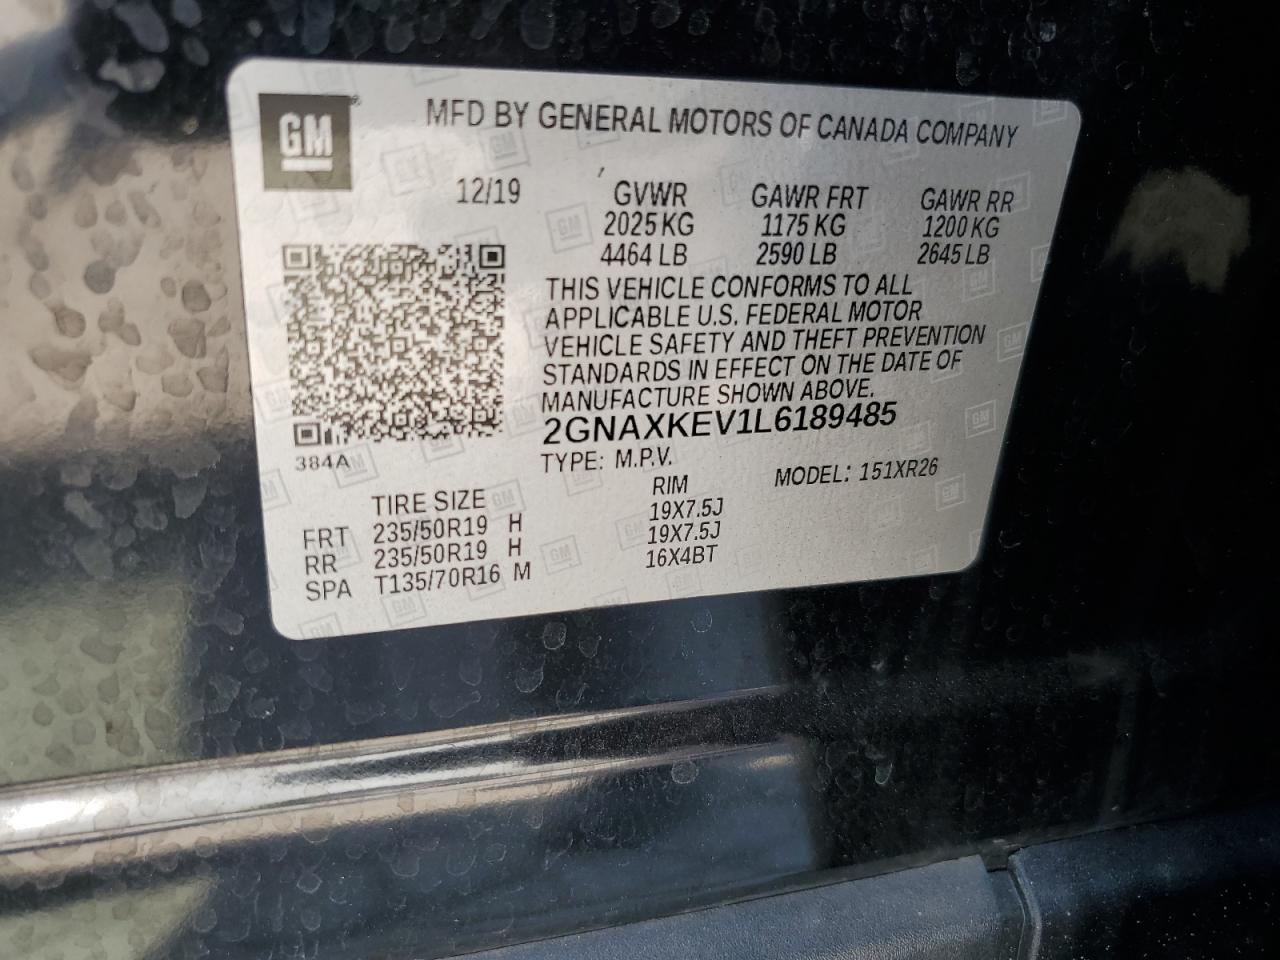 GM
MFD BY GENERAL MOTORS OF CANADA COMPANY
12/19 GVWR GAWR FRT GAWR RR
2025 KG 1175 KG 1200 KG
4464 LB 2590 LB 2645 LB
THIS VEHICLE CONFORMS TO ALL
APPLICABLE U.S. FEDERAL MOTOR
VEHICLE SAFETY AND THEFT PREVENTION
STANDARDS IN EFFECT ON THE DATE OF
MANUFACTURE SHOWN ABOVE.
2GNAXKEV1L6189485
384A
TYPE: M.P.V. MODEL: 151XR26
TIRE SIZE RIM
FRT 235/50R19 H 19X7.5J
RR 235/50R19 H 19X7.5J
SPA T135/70R16 M 16X4BT